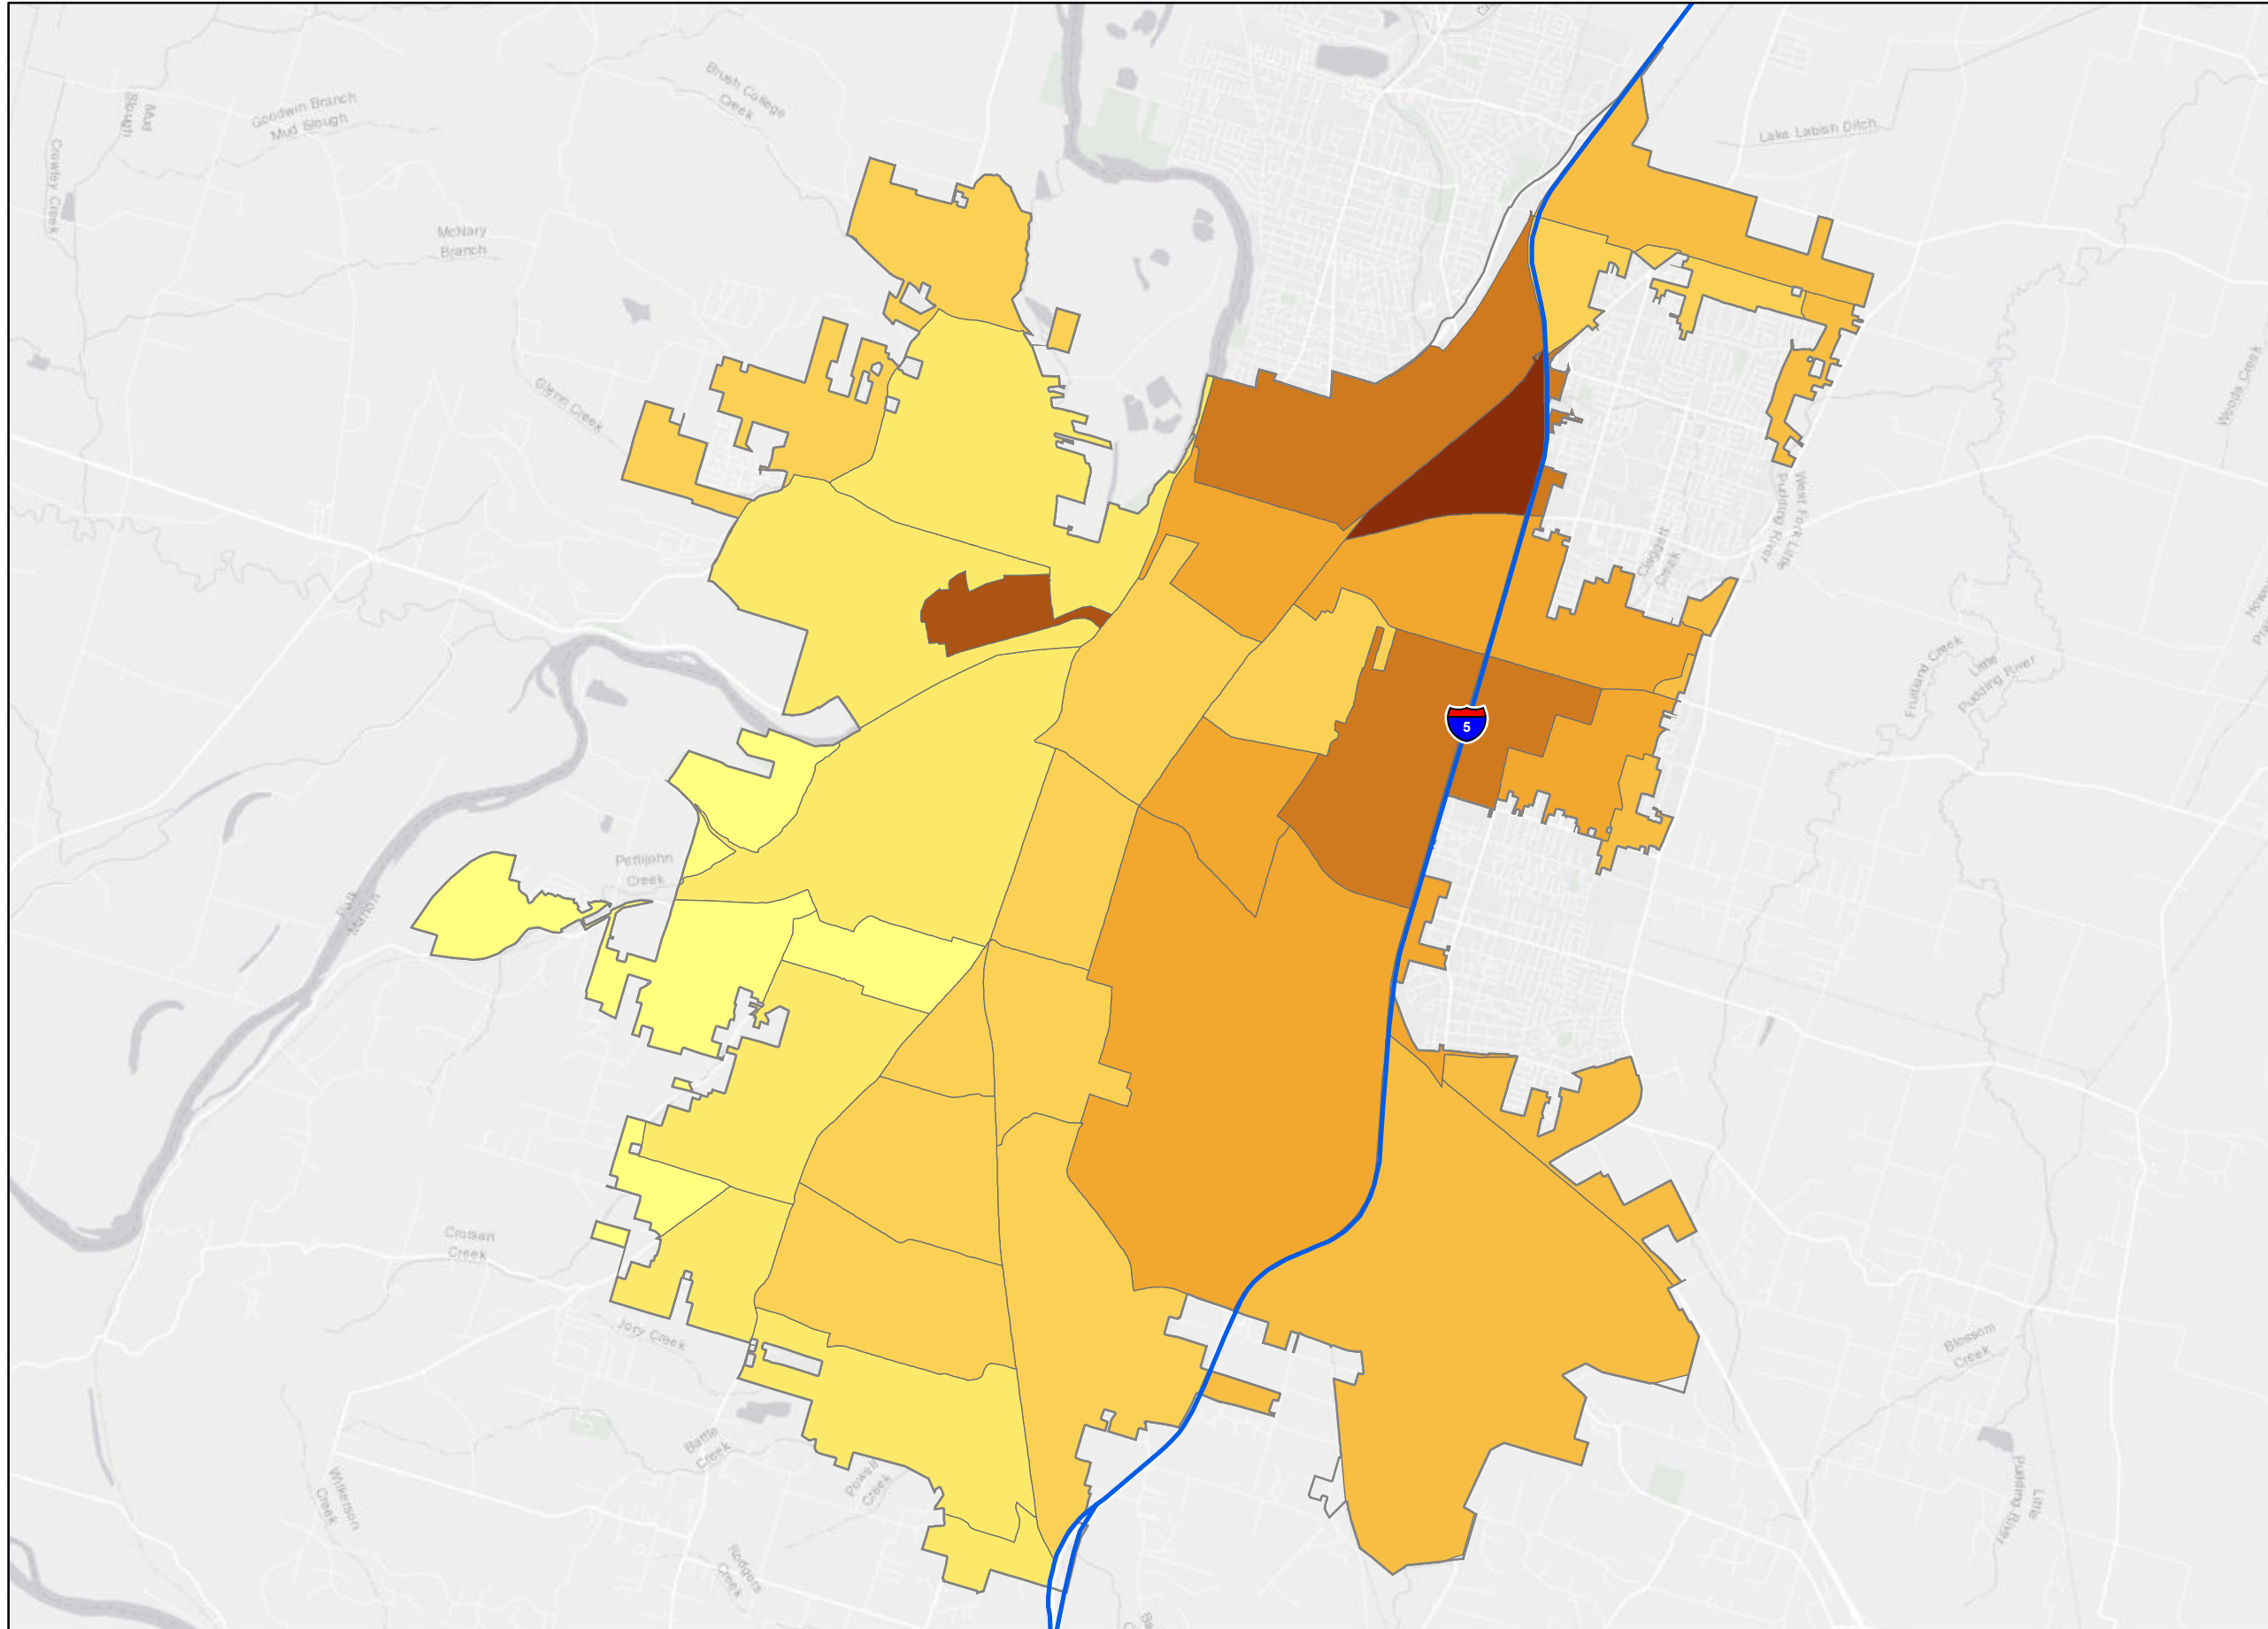 Brush College
Creek
Goodwin Branch
Mud Slough
Mud
Slough
Lake Labish Ditch
Crowley Creek
McNary
Branch
Glenn Creek
Woods Creek
West Fork Little
Pudding River
Claggett
Creek
Fruitland Creek
Little
Pudding River
5
Pettijohn
Creek
Croisan
Creek
Jory Creek
Blossom
Creek
Battle
Creek
Powell
Creek
Wilkerson
Creek
Rodgers
Creek
Little
Pudding River